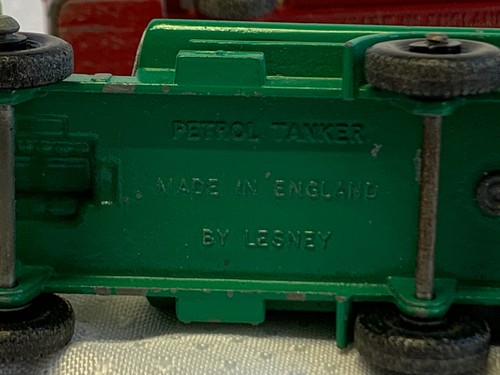 PETROL TANKER
MADE IN ENGLAND
BY LESNEY